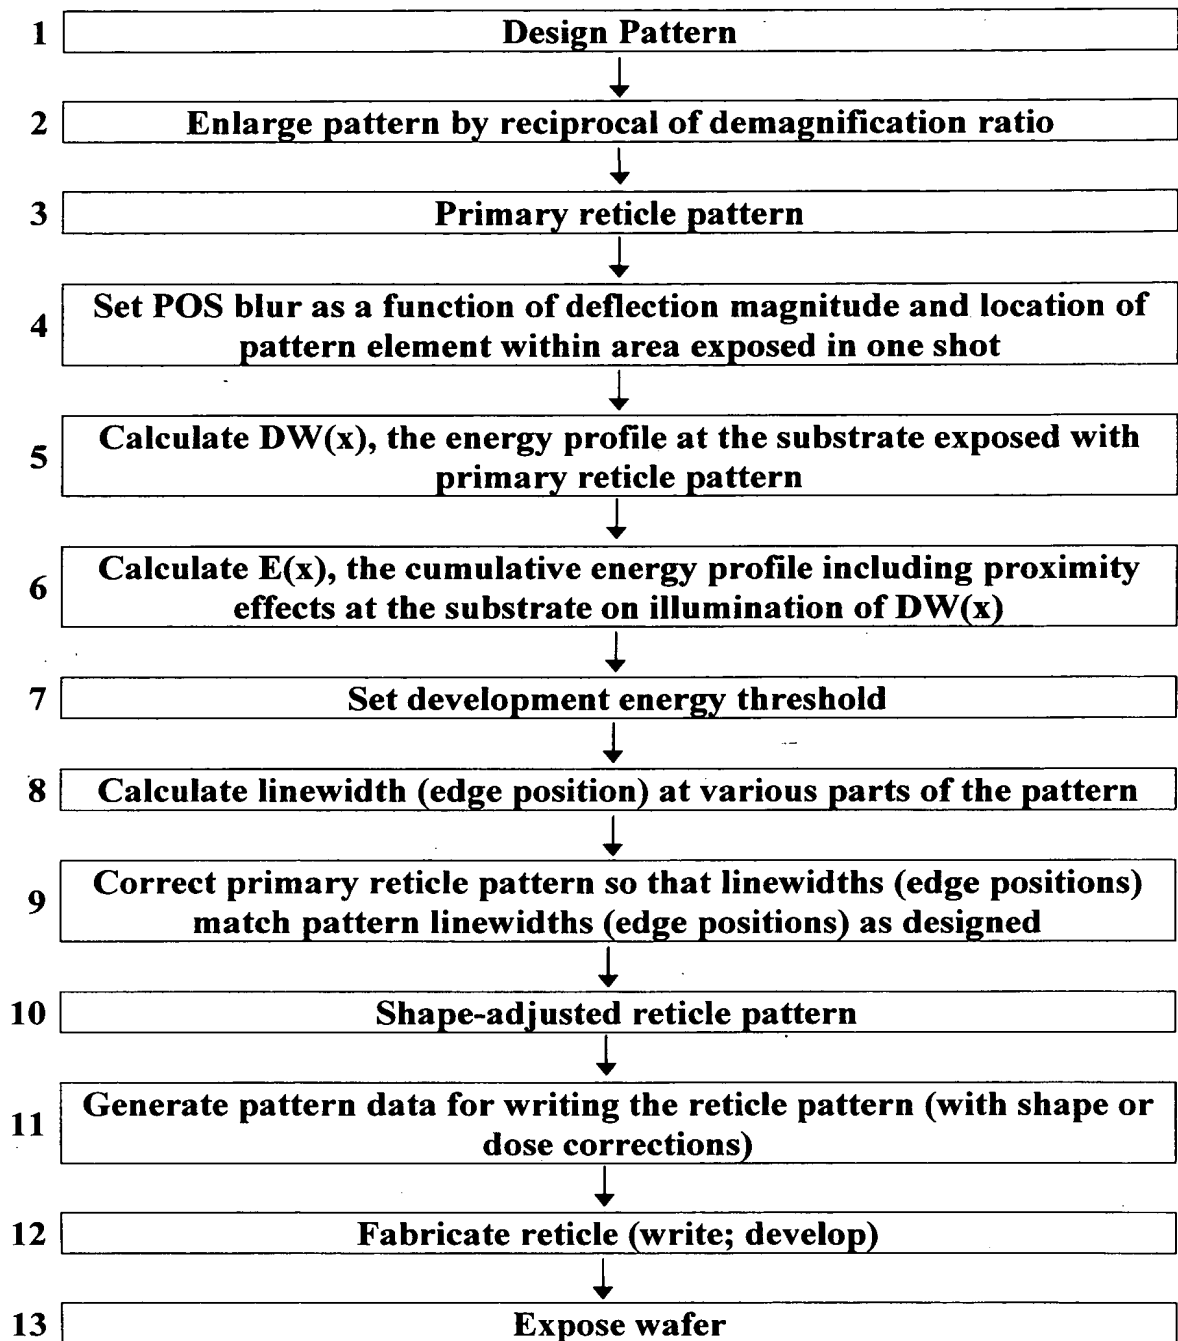 1 Design Pattern
2 Enlarge pattern by reciprocal of demagnification ratio
3 Primary reticle pattern
4 Set POS blur as a function of deflection magnitude and location of
pattern element within area exposed in one shot
5 Calculate DW(x), the energy profile at the substrate exposed with
primary reticle pattern
6 Calculate E(x), the cumulative energy profile including proximity
effects at the substrate on illumination of DW(x)
7 Set development energy threshold
8 Calculate linewidth (edge position) at various parts of the pattern
9 Correct primary reticle pattern so that linewidths (edge positions)
match pattern linewidths (edge positions) as designed
10 Shape-adjusted reticle pattern
11 Generate pattern data for writing the reticle pattern (with shape or
dose corrections)
12 Fabricate reticle (write; develop)
13 Expose wafer